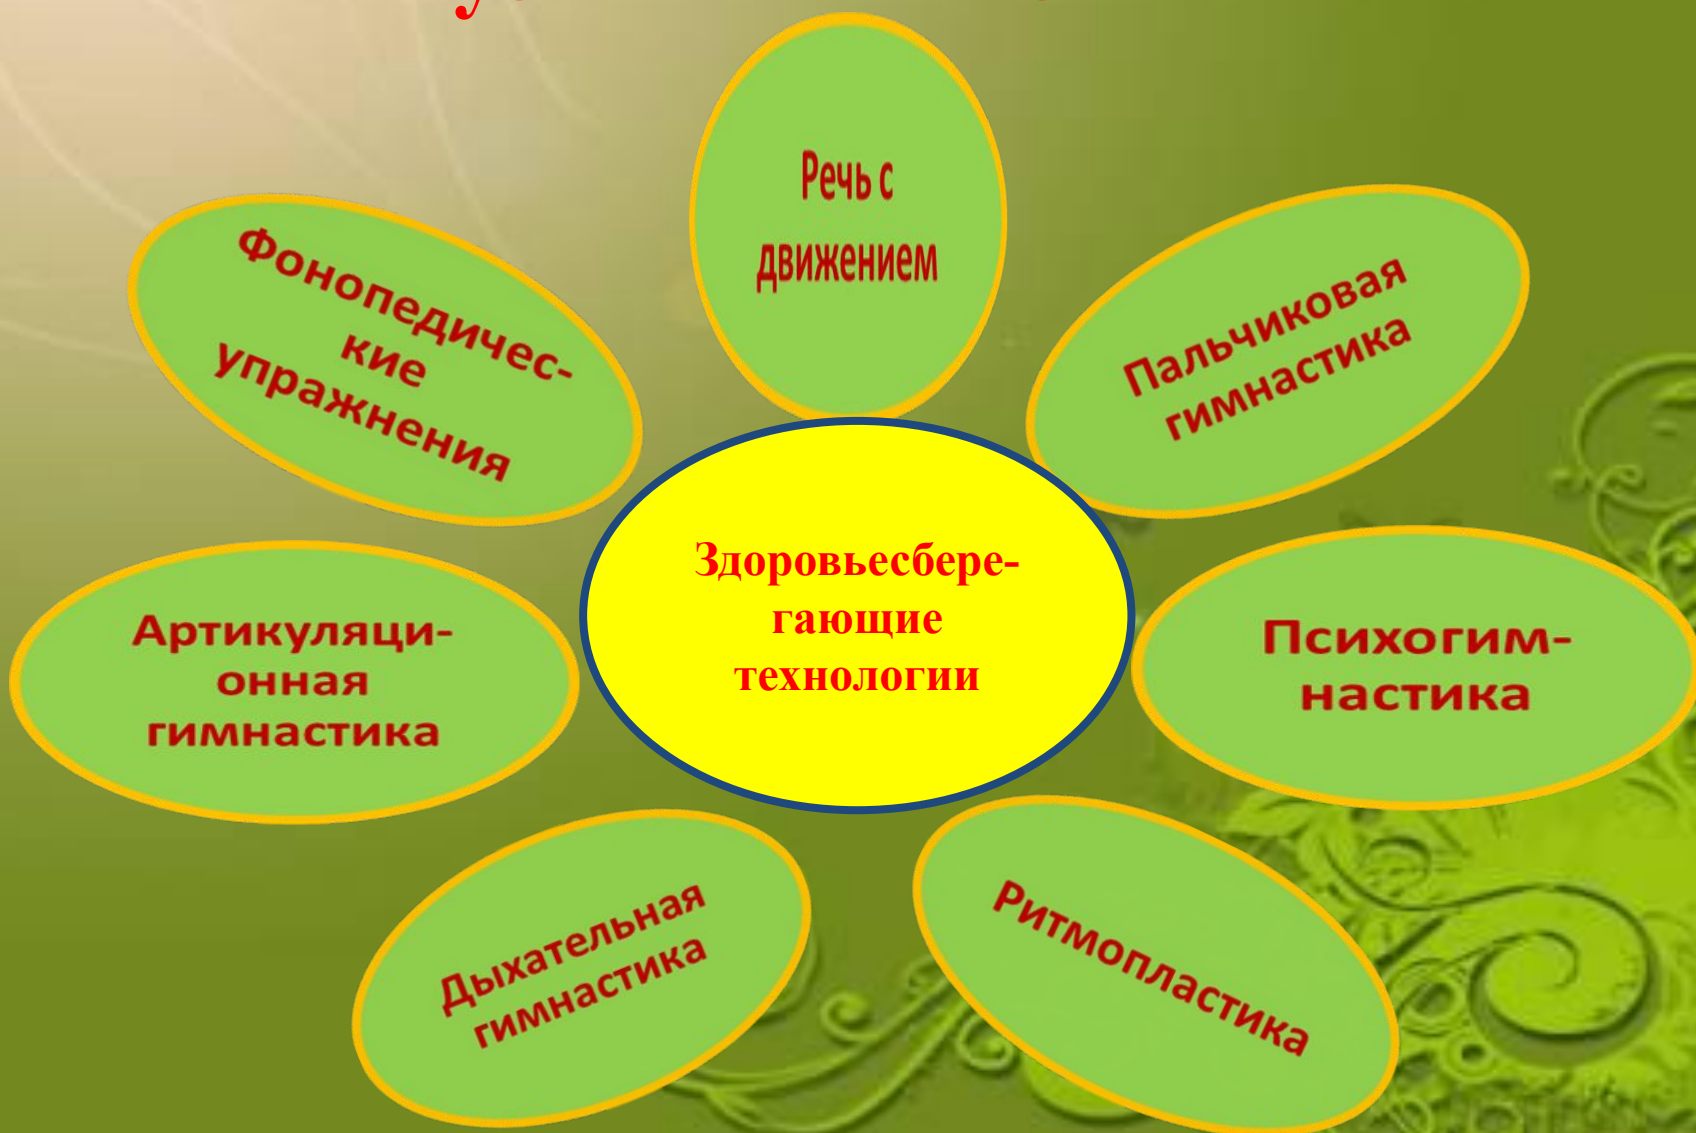 Речь с
движением
Фонопедичес-
кие
упражнения
Пальчиковая
гимнастика
Здоровьесбере-
гающие
технологии
Артикуляци-
онная
гимнастика
Психогим-
настика
Дыхательная
гимнастика
Ритмопластика